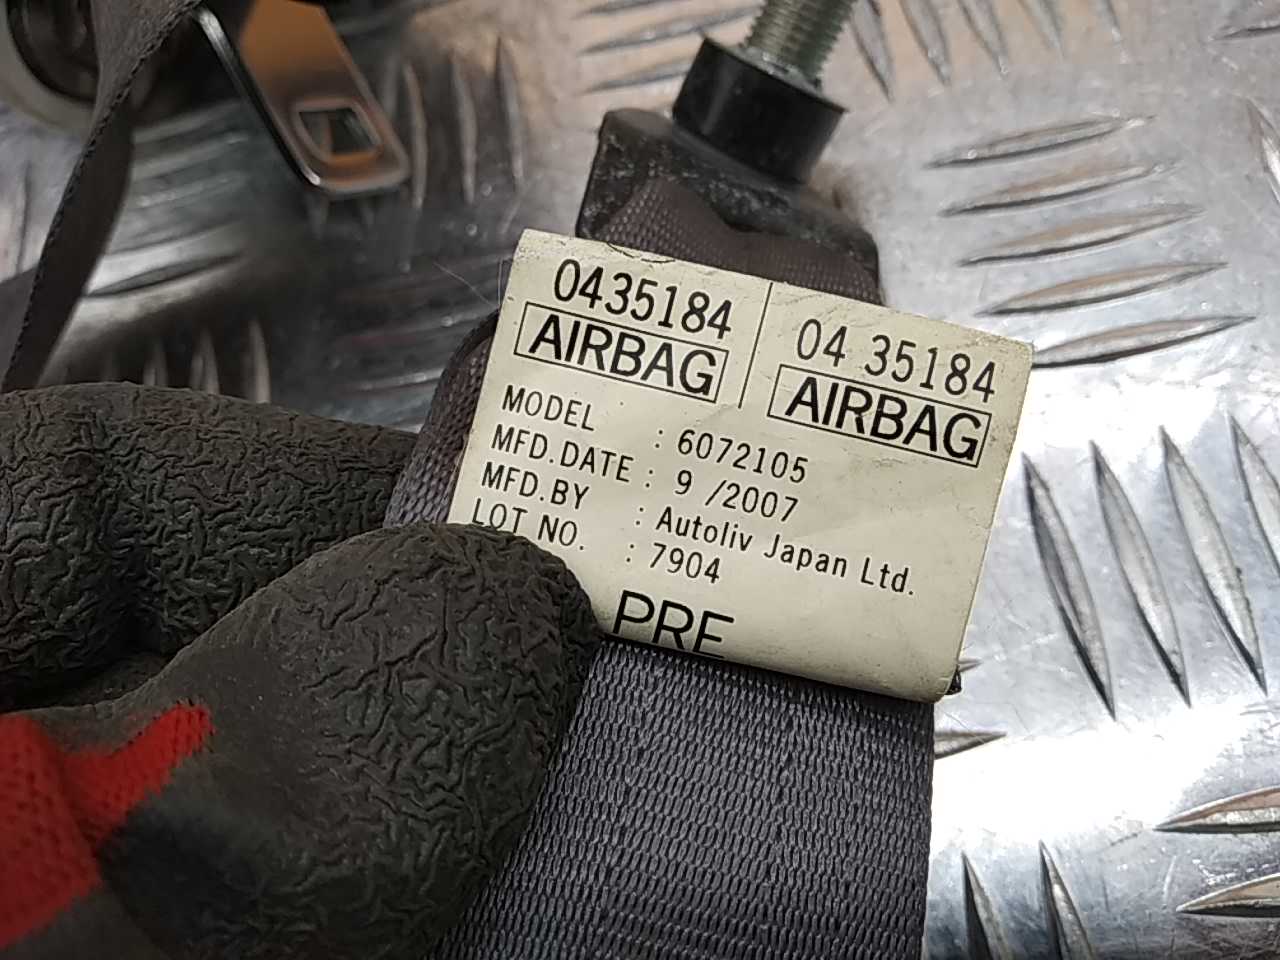 0435184
AIRBAG
04 35184
AIRBAG
MODEL : 6072105
MFD.DATE : 9 /2007
MFD.BY : Autoliv Japan Ltd.
LOT NO. : 7904
PRE